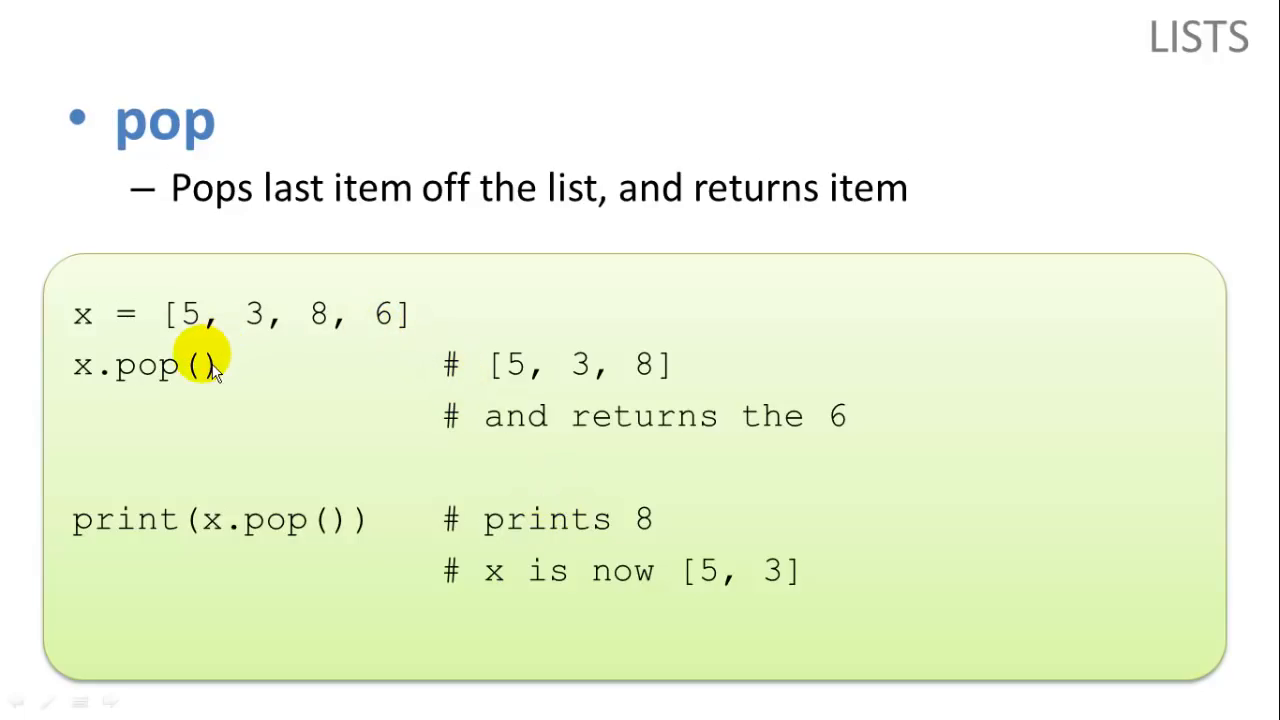 LISTS
• pop
– Pops last item off the list, and returns item
x = [5, 3, 8, 6]
x.pop() # [5, 3, 8]
# and returns the 6
print(x.pop()) # prints 8
# x is now [5, 3]